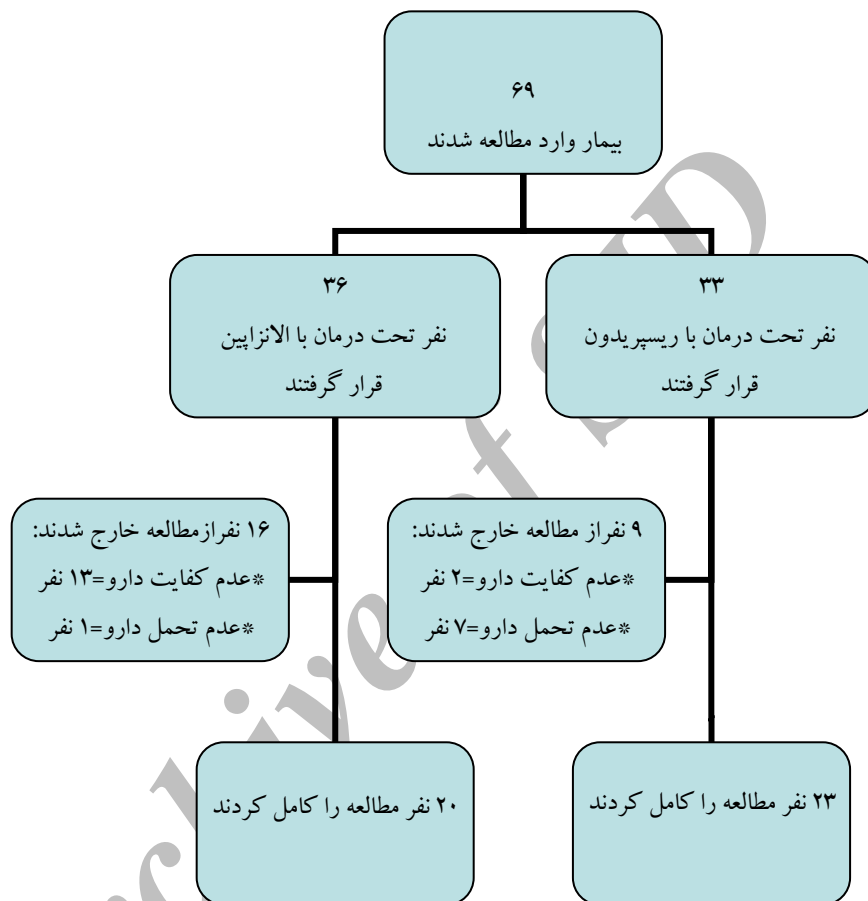 ۶۹
بیمار وارد مطالعه شدند
۳۳
نفر تحت درمان با ریسپریدون
قرار گرفتند
۳۶
نفر تحت درمان با الانزاپین
قرار گرفتند
۹ نفراز مطالعه خارج شدند:
*عدم کفایت دارو=۲ نفر
*عدم تحمل دارو=۷ نفر
۱۶ نفرازمطالعه خارج شدند:
*عدم کفایت دارو=۱۳ نفر
*عدم تحمل دارو=۱ نفر
۲۳ نفر مطالعه را کامل کردند
۲۰ نفر مطالعه را کامل کردند
Archive of SID